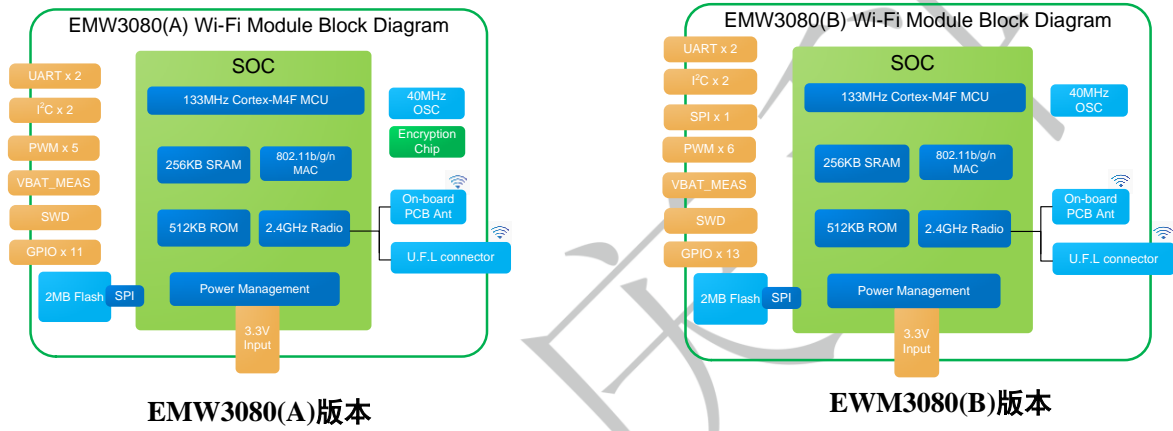 EMW3080(A) Wi-Fi Module Block Diagram
UART x 2
I²C x 2
PWM x 5
VBAT_MEAS
SWD
GPIO x 11
2MB Flash
SPI
SOC
133MHz Cortex-M4F MCU
256KB SRAM
802.11b/g/n
MAC
512KB ROM
2.4GHz Radio
Power Management
3.3V
Input
40MHz
OSC
Encryption
Chip
On-board
PCB Ant
U.F.L connector
EMW3080(A)版本
EMW3080(B) Wi-Fi Module Block Diagram
UART x 2
I²C x 2
SPI x 1
PWM x 6
VBAT_MEAS
SWD
GPIO x 13
2MB Flash
SPI
SOC
133MHz Cortex-M4F MCU
256KB SRAM
802.11b/g/n
MAC
512KB ROM
2.4GHz Radio
Power Management
3.3V
Input
40MHz
OSC
On-board
PCB Ant
U.F.L connector
EWM3080(B)版本